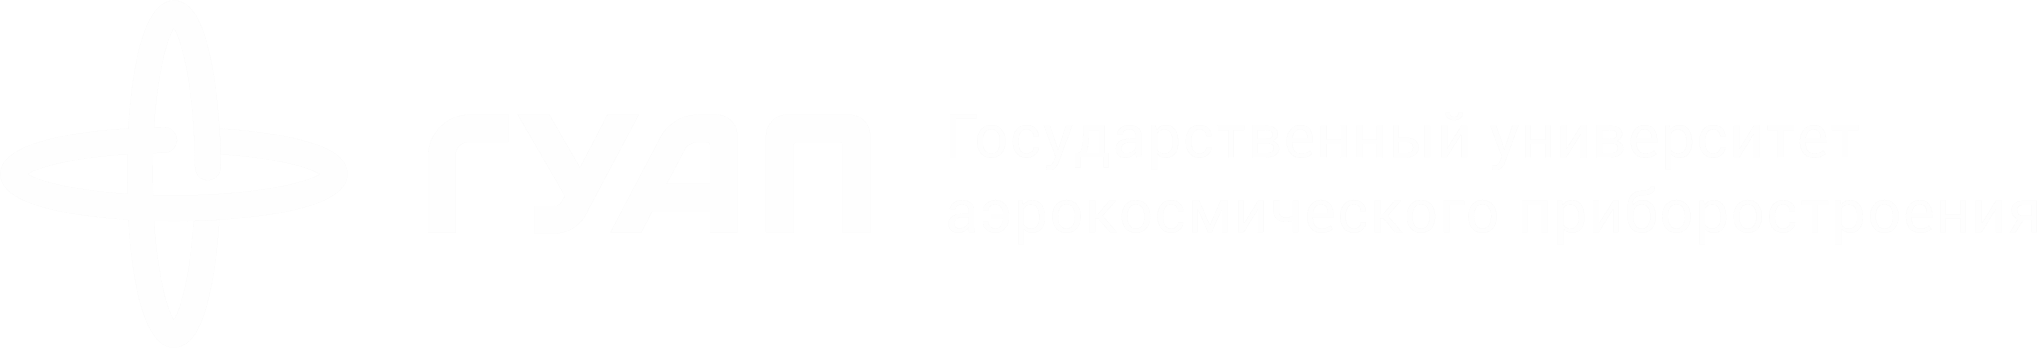 ГУАП
Государственный университет
аэрокосмического приборостроения